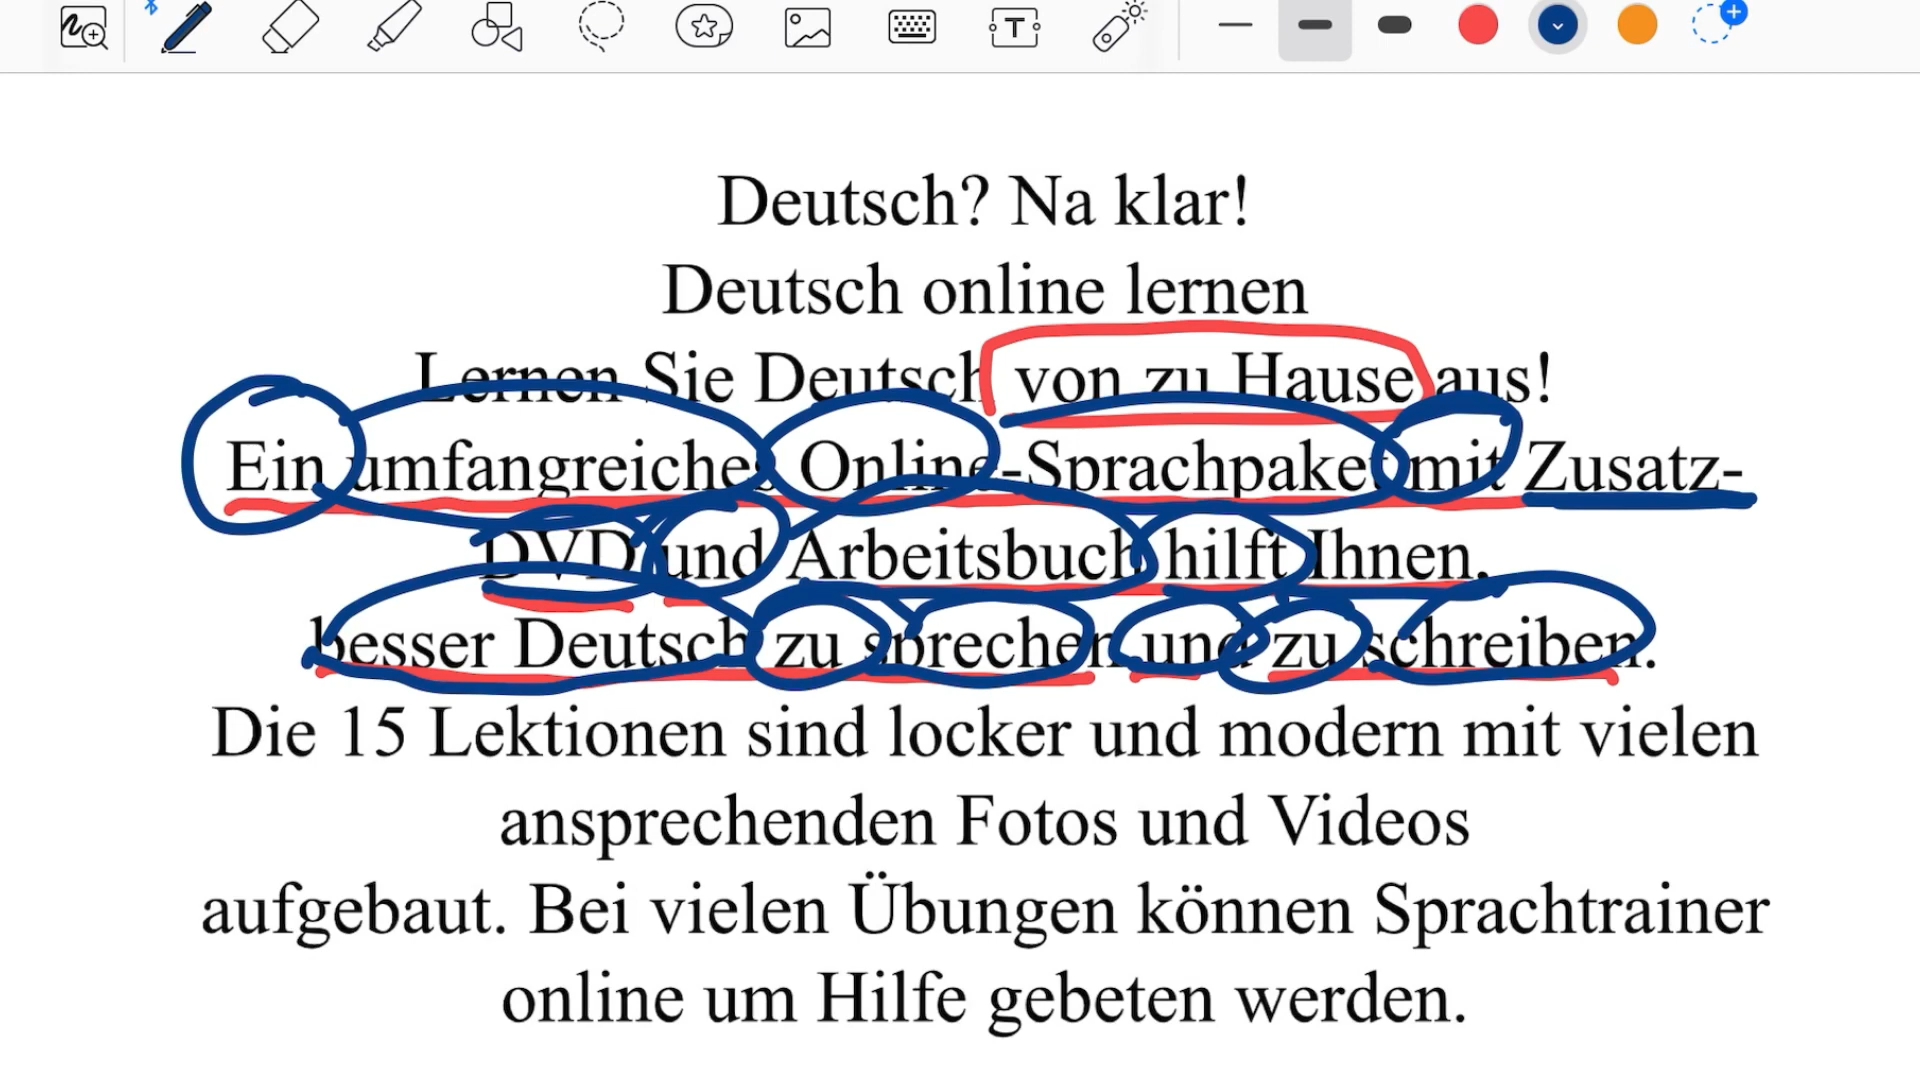 Deutsch? Na klar!
Deutsch online lernen
Lernen Sie Deutsch von zu Hause aus!
Ein umfangreiches Online-Sprachpaket mit Zusatz-
DVD und Arbeitsbuch hilft Ihnen,
besser Deutsch zu sprechen und zu schreiben.
Die 15 Lektionen sind locker und modern mit vielen
ansprechenden Fotos und Videos
aufgebaut. Bei vielen Übungen können Sprachtrainer
online um Hilfe gebeten werden.